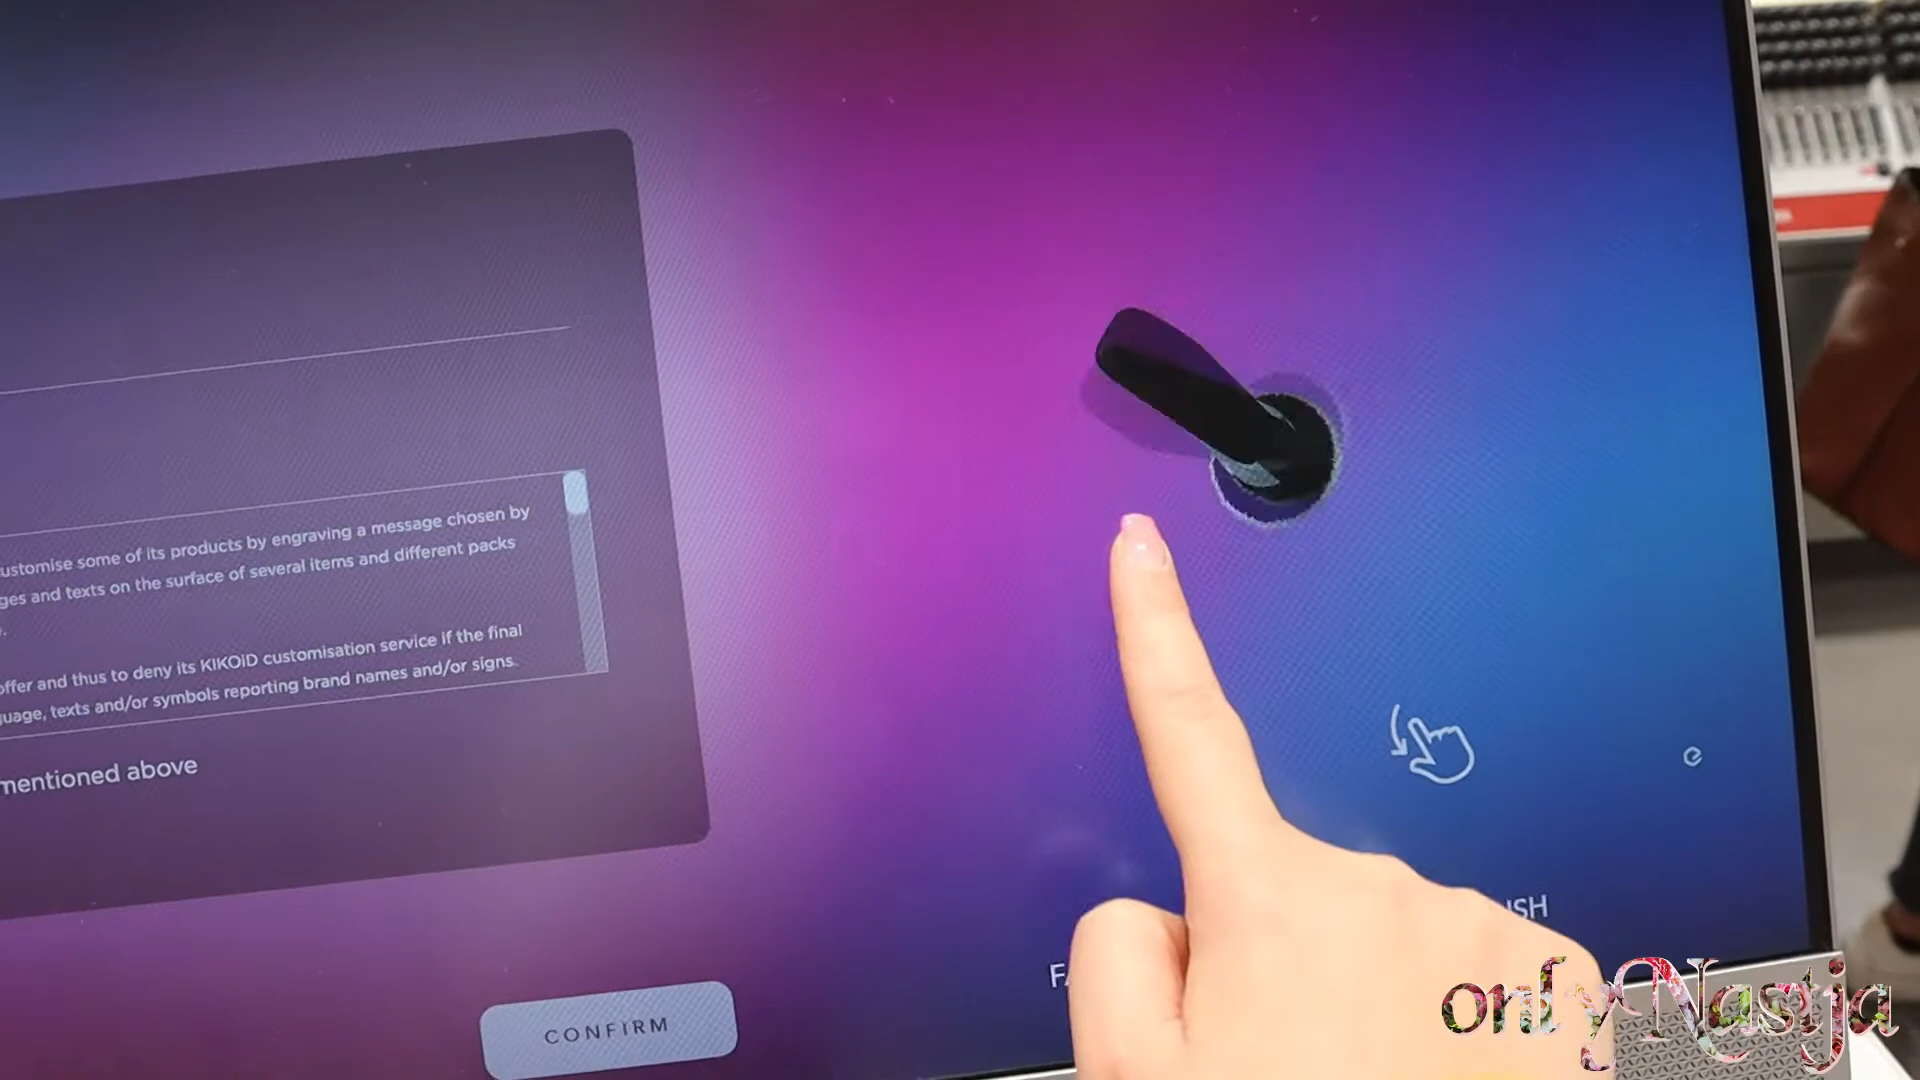 ustomise some of its products by engraving a message chosen by
ges and texts on the surface of several items and different packs
offer and thus to deny its KIKOiD customisation service if the final
guage, texts and/or symbols reporting brand names and/or signs.
mentioned above
CONFIRM
ISH
onlyNastja